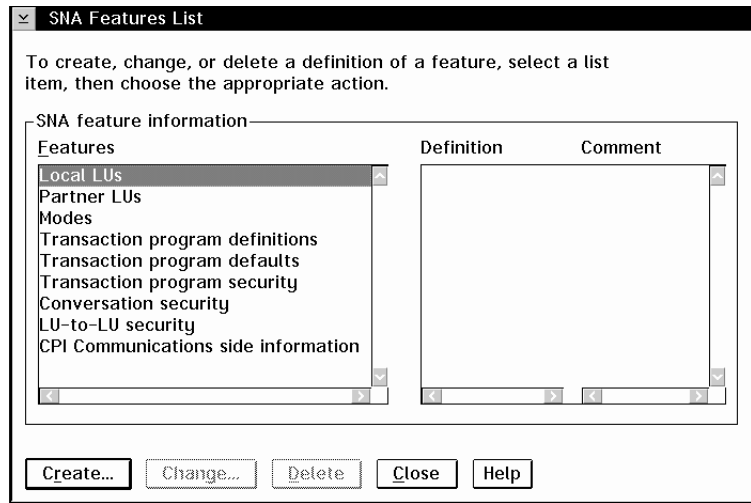 SNA Features List
To create, change, or delete a definition of a feature, select a list
item, then choose the appropriate action.
SNA feature information
Features
Definition
Comment
Local LUs
Partner LUs
Modes
Transaction program definitions
Transaction program defaults
Transaction program security
Conversation security
LU-to-LU security
CPI Communications side information
Create...
Change...
Delete
Close
Help